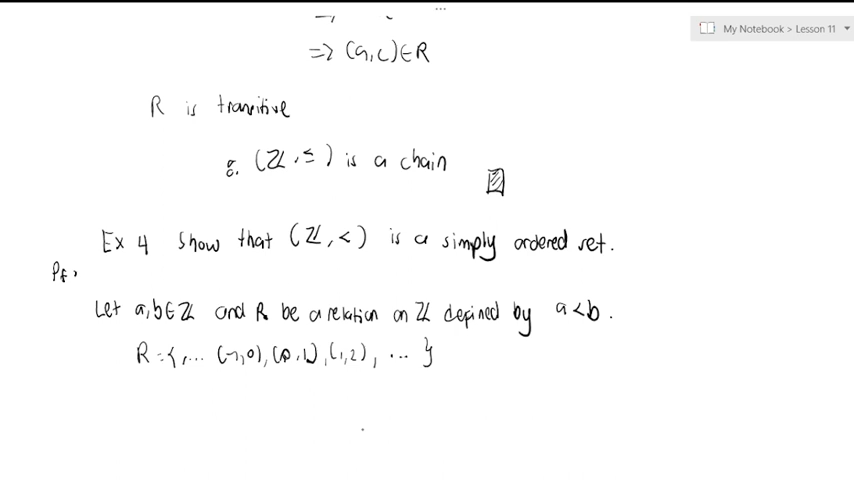 ...
My Notebook > Lesson 11
=> (a,c)∈R
R is transitive
∴ (ℤ,≤) is a chain
Ex 4 Show that (ℤ,<) is a simply ordered set.
Pf.
Let a,b∈ℤ and R be a relation on ℤ defined by a<b.
R={,... (-1,0),(0,1),(1,2), ... }